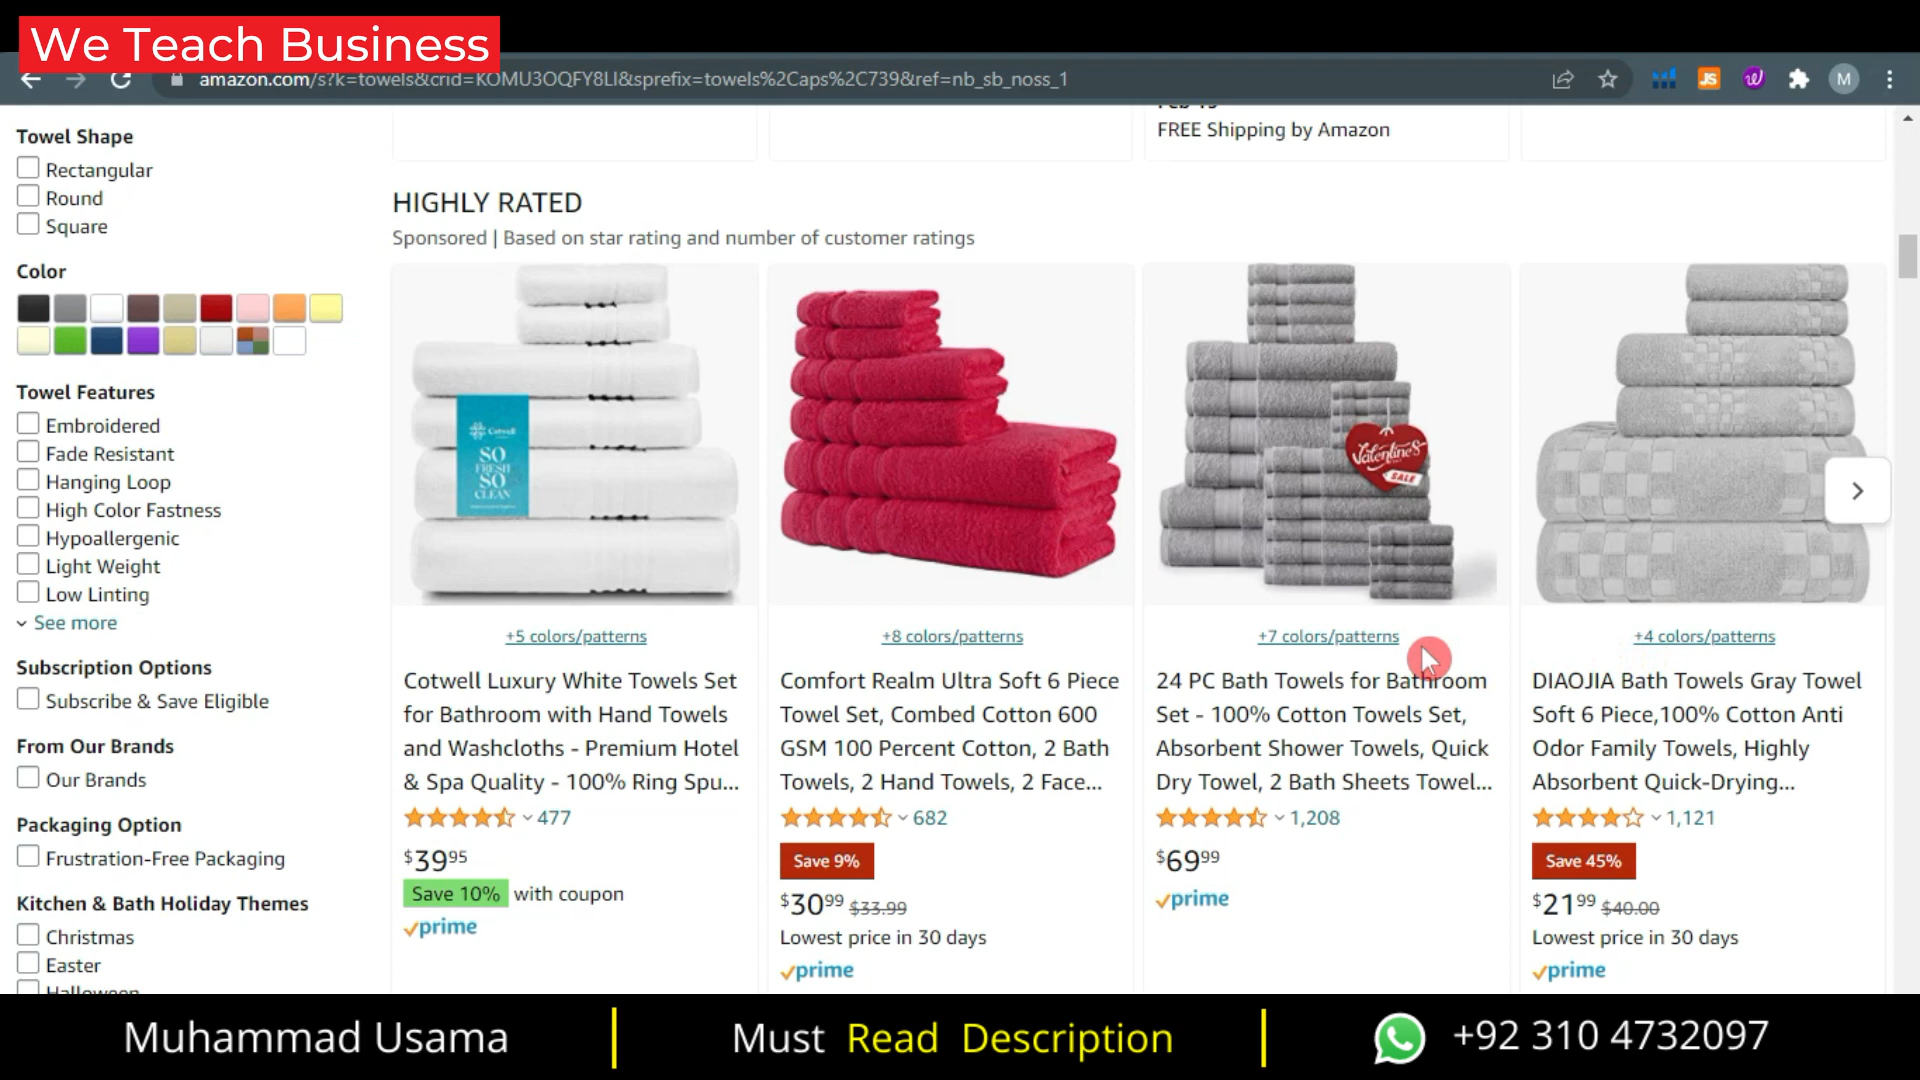 We Teach Business
amazon.com/s?k=towels&crid=KOMU3OQFY8LI&sprefix=towels%2Caps%2C739&ref=nb_sb_noss_1
JS
M
Towel Shape
Rectangular
Round
Square
Color
Towel Features
Embroidered
Fade Resistant
Hanging Loop
High Color Fastness
Hypoallergenic
Light Weight
Low Linting
See more
Subscription Options
Subscribe & Save Eligible
From Our Brands
Our Brands
Packaging Option
Frustration-Free Packaging
Kitchen & Bath Holiday Themes
Christmas
Easter
Halloween
FREE Shipping by Amazon
HIGHLY RATED
Sponsored | Based on star rating and number of customer ratings
Cotwell
SO
FRESH
SO
CLEAN
+5 colors/patterns
Cotwell Luxury White Towels Set
for Bathroom with Hand Towels
and Washcloths - Premium Hotel
& Spa Quality - 100% Ring Spu...
477
$3995
Save 10% with coupon
prime
+8 colors/patterns
Comfort Realm Ultra Soft 6 Piece
Towel Set, Combed Cotton 600
GSM 100 Percent Cotton, 2 Bath
Towels, 2 Hand Towels, 2 Face...
682
Save 9%
$3099 $33.99
Lowest price in 30 days
prime
Valentine's
SALE
+7 colors/patterns
24 PC Bath Towels for Bathroom
Set - 100% Cotton Towels Set,
Absorbent Shower Towels, Quick
Dry Towel, 2 Bath Sheets Towel...
1,208
$6999
prime
+4 colors/patterns
DIAOJIA Bath Towels Gray Towel
Soft 6 Piece,100% Cotton Anti
Odor Family Towels, Highly
Absorbent Quick-Drying...
1,121
Save 45%
$2199 $40.00
Lowest price in 30 days
prime
Muhammad Usama
Must Read Description
+92 310 4732097